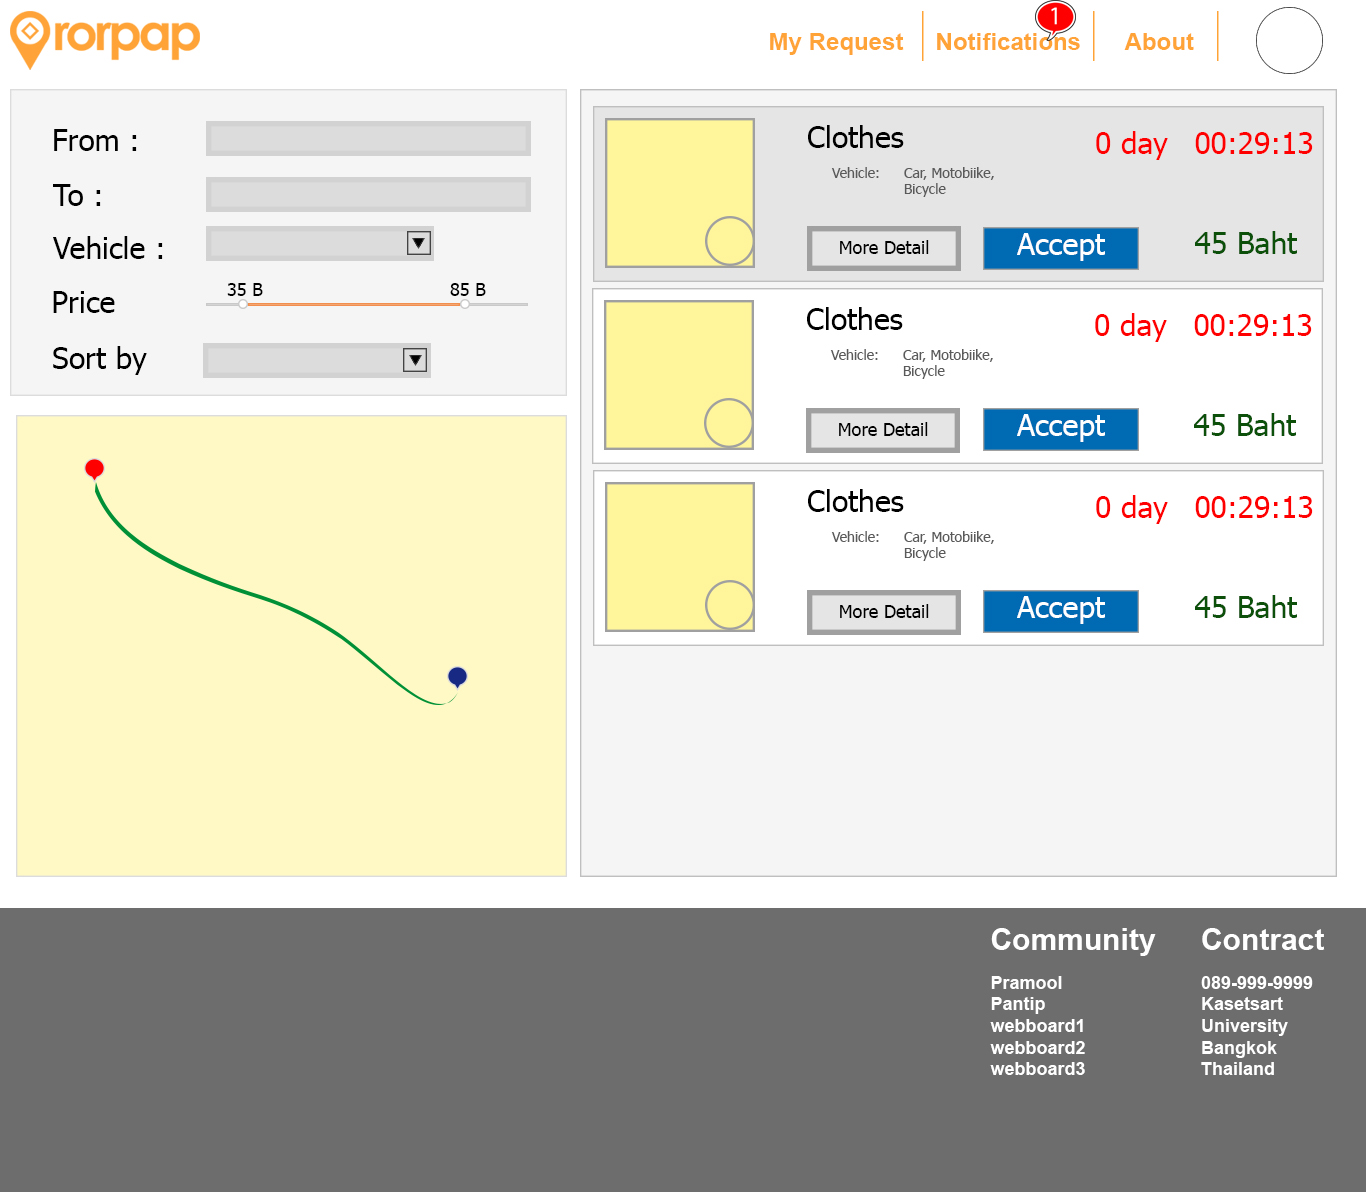 rorpap
My Request
Notifications
1
About
From :
To :
Vehicle :
Price
35 B
85 B
Sort by
Clothes
0 day 00:29:13
Vehicle: Car, Motobiike,
Bicycle
More Detail
Accept
45 Baht
Clothes
0 day 00:29:13
Vehicle: Car, Motobiike,
Bicycle
More Detail
Accept
45 Baht
Clothes
0 day 00:29:13
Vehicle: Car, Motobiike,
Bicycle
More Detail
Accept
45 Baht
Community
Pramool
Pantip
webboard1
webboard2
webboard3
Contract
089-999-9999
Kasetsart
University
Bangkok
Thailand